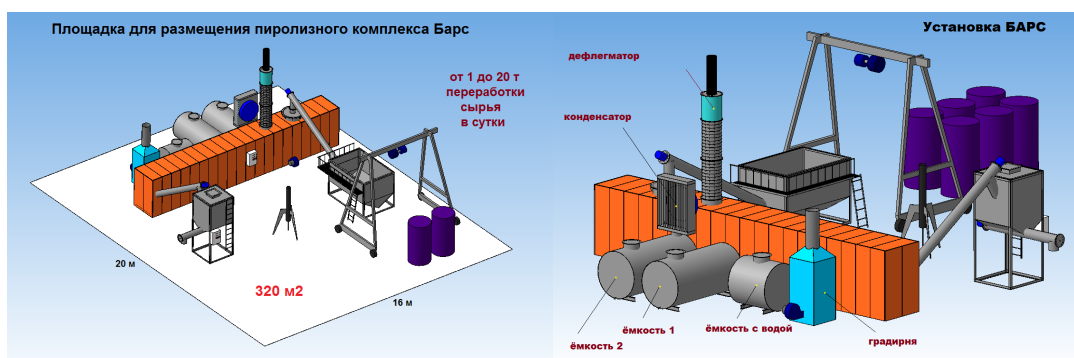 Площадка для размещения пиролизного комплекса Барс
от 1 до 20 т
переработки
сырья
в сутки
20 м
320 м2
16 м
Установка БАРС
дефлегматор
конденсатор
ёмкость 2
ёмкость 1
ёмкость с водой
градирня